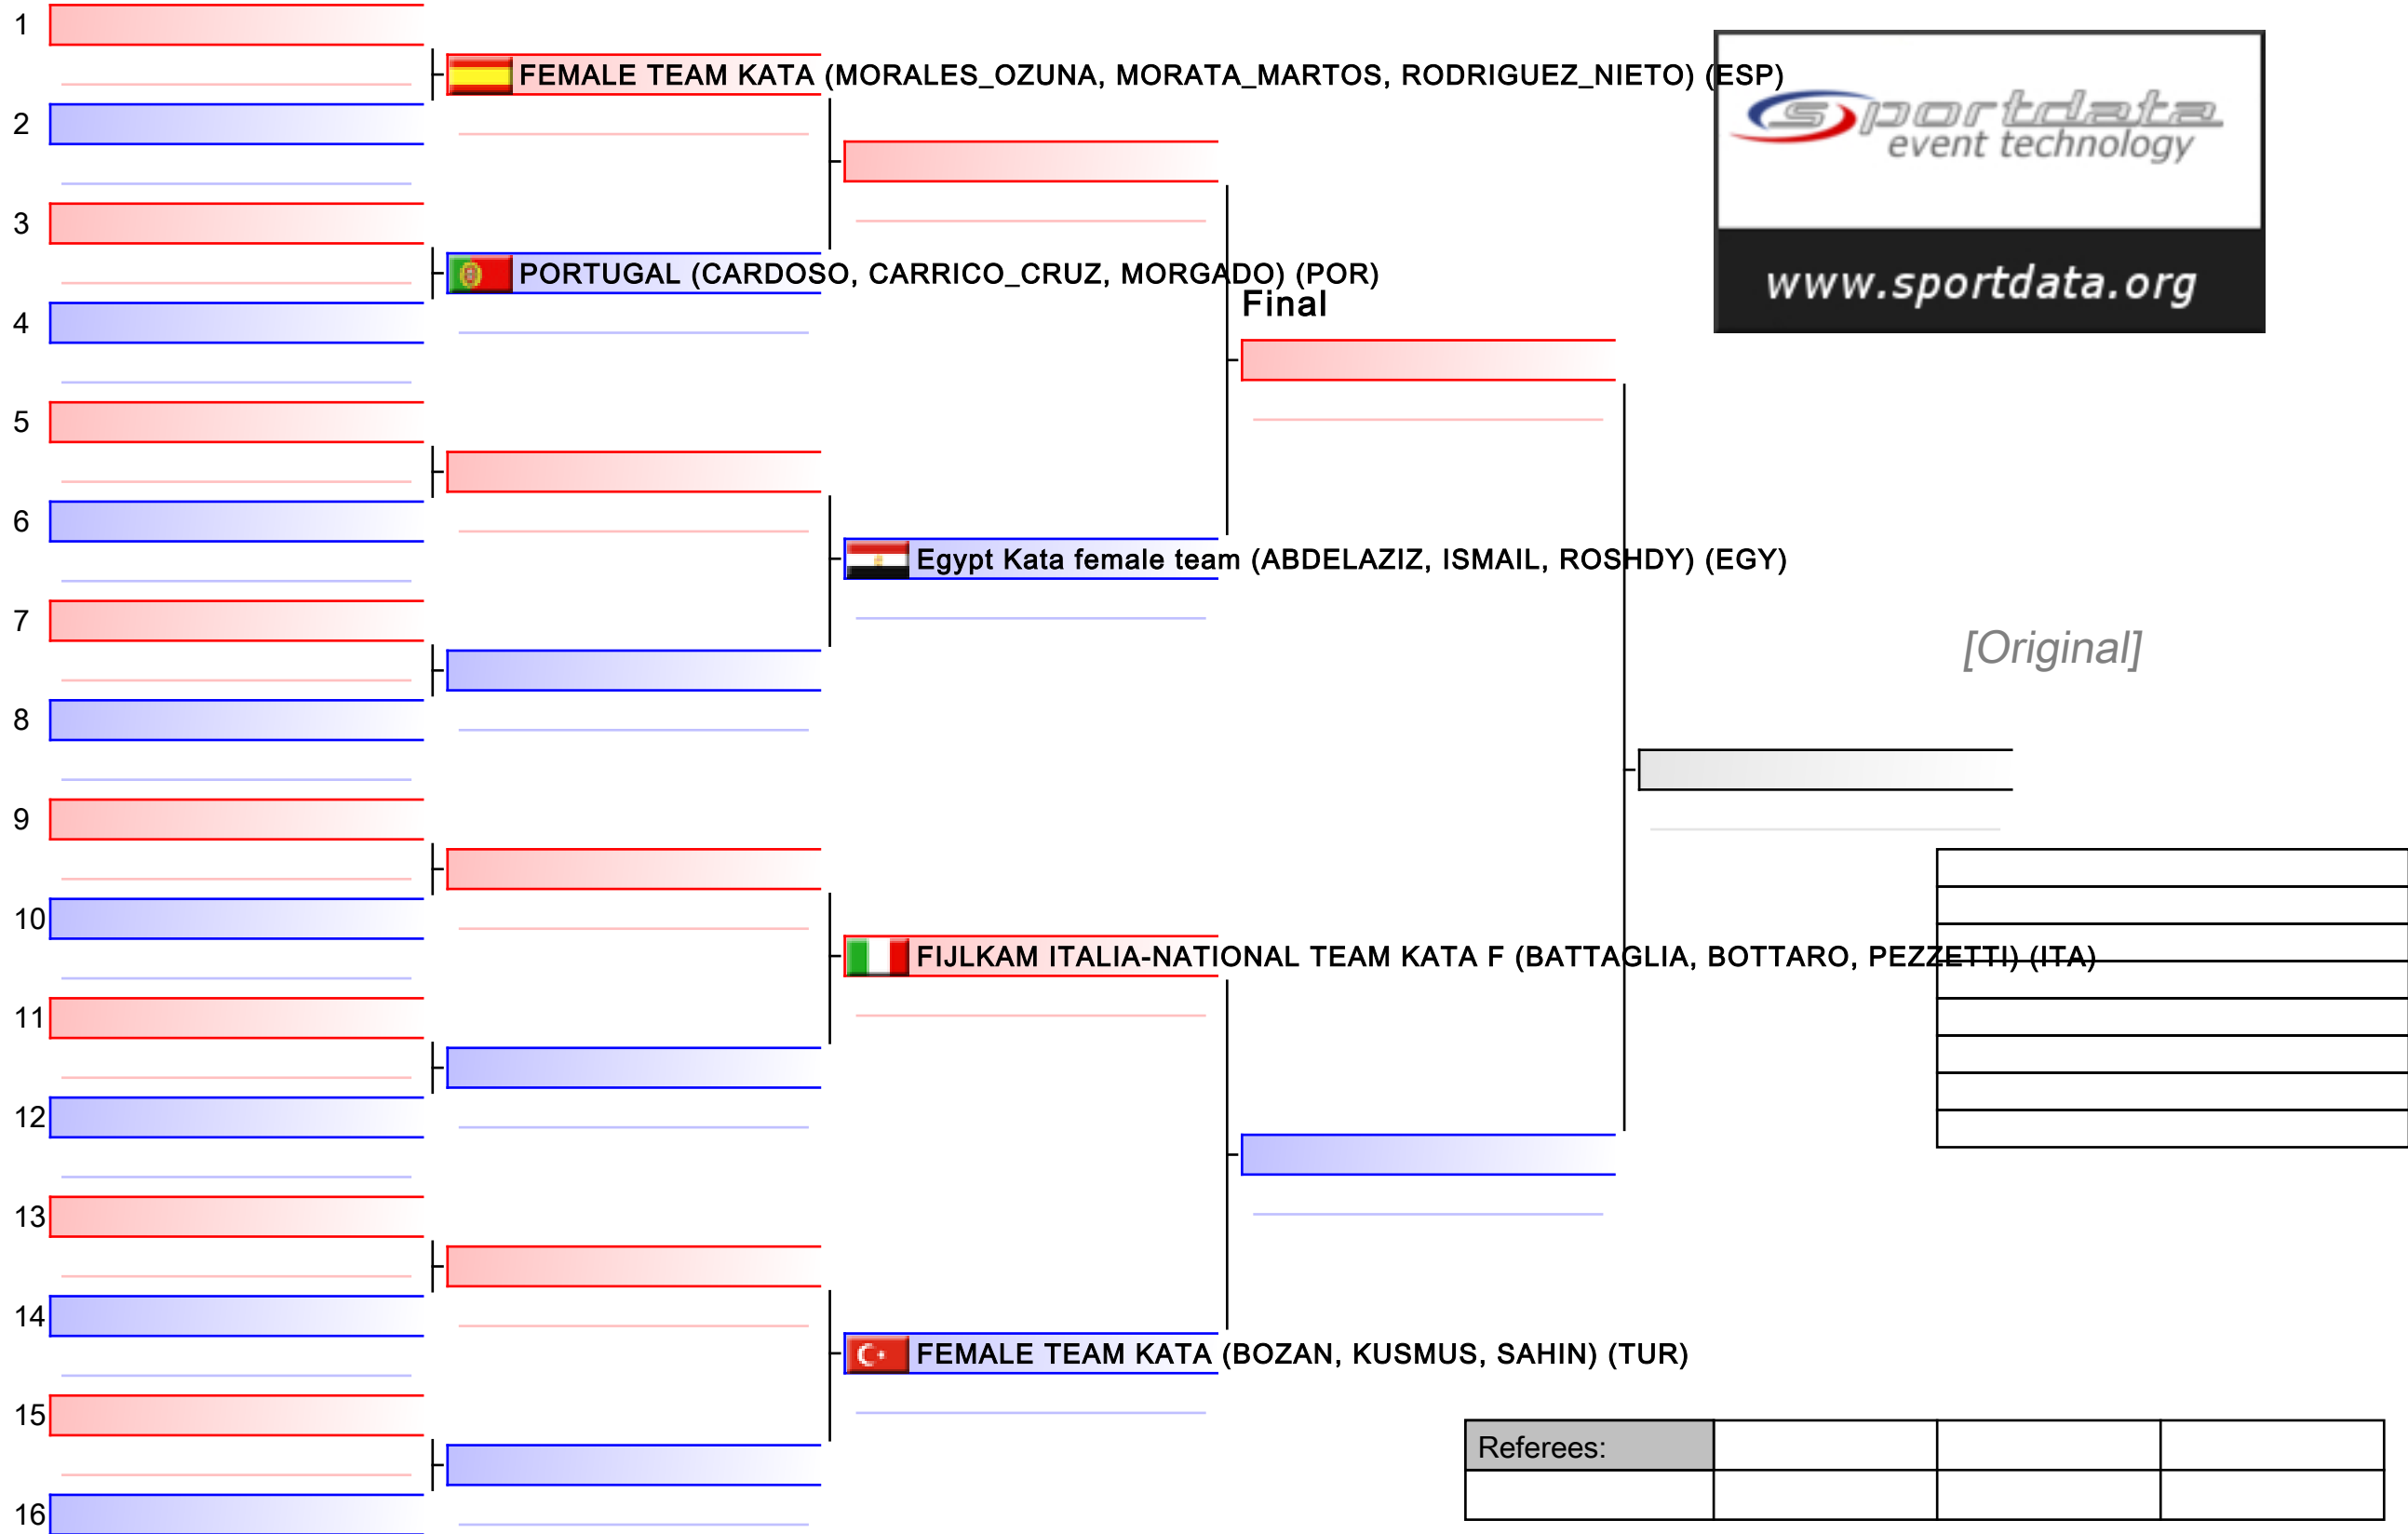 1
FEMALE TEAM KATA (MORALES_OZUNA, MORATA_MARTOS, RODRIGUEZ_NIETO) (ESP)
sportdata
event technology
2
3
PORTUGAL (CARDOSO, CARRICO_CRUZ, MORGADO) (POR)
www.sportdata.org
Final
4
5
6
Egypt Kata female team (ABDELAZIZ, ISMAIL, ROSHDY) (EGY)
7
[Original]
8
9
10
FIJLKAM ITALIA-NATIONAL TEAM KATA F (BATTAGLIA, BOTTARO, PEZZETTI) (ITA)
11
12
13
14
FEMALE TEAM KATA (BOZAN, KUSMUS, SAHIN) (TUR)
15
Referees:
16